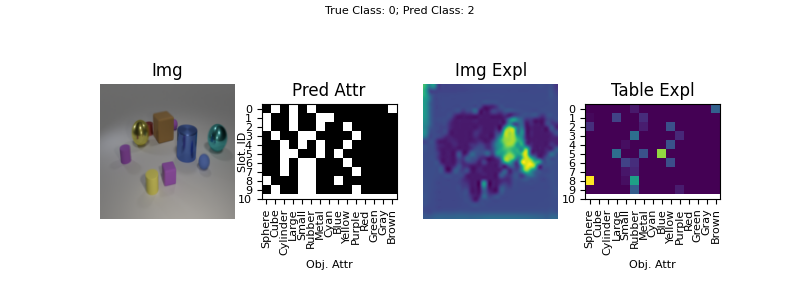 True Class: 0; Pred Class: 2
Img
Pred Attr
Img Expl
Table Expl
Slot. ID
0
1
2
3
4
5
6
7
8
9
10
0
1
2
3
4
5
6
7
8
9
10
Sphere
Cube
Cylinder
Large
Small
Rubber
Metal
Cyan
Blue
Yellow
Purple
Red
Green
Gray
Brown
Obj. Attr
Sphere
Cube
Cylinder
Large
Small
Rubber
Metal
Cyan
Blue
Yellow
Purple
Red
Green
Gray
Brown
Obj. Attr